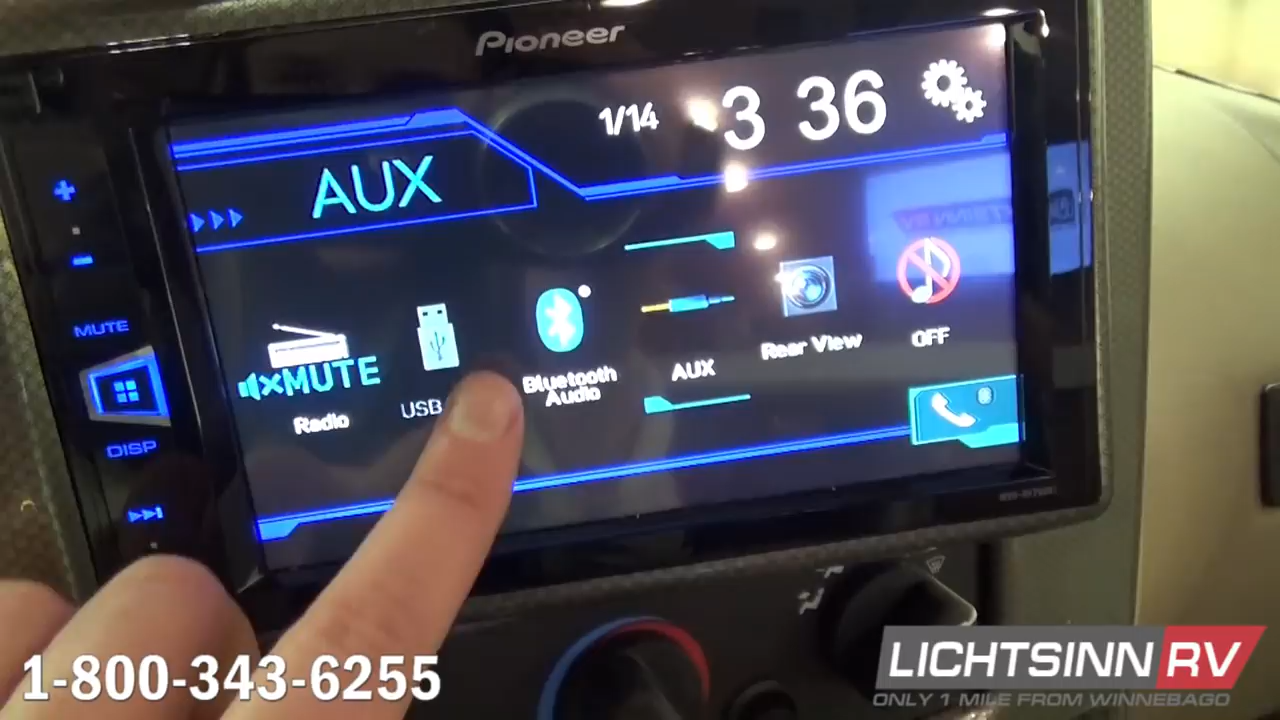 Pioneer
1/14 3 36
AUX
MUTE
MUTE
Radio
USB
Bluetooth
Audio
AUX
Rear View
OFF
DISP
1-800-343-6255
LICHTSINN RV
ONLY 1 MILE FROM WINNEBAGO